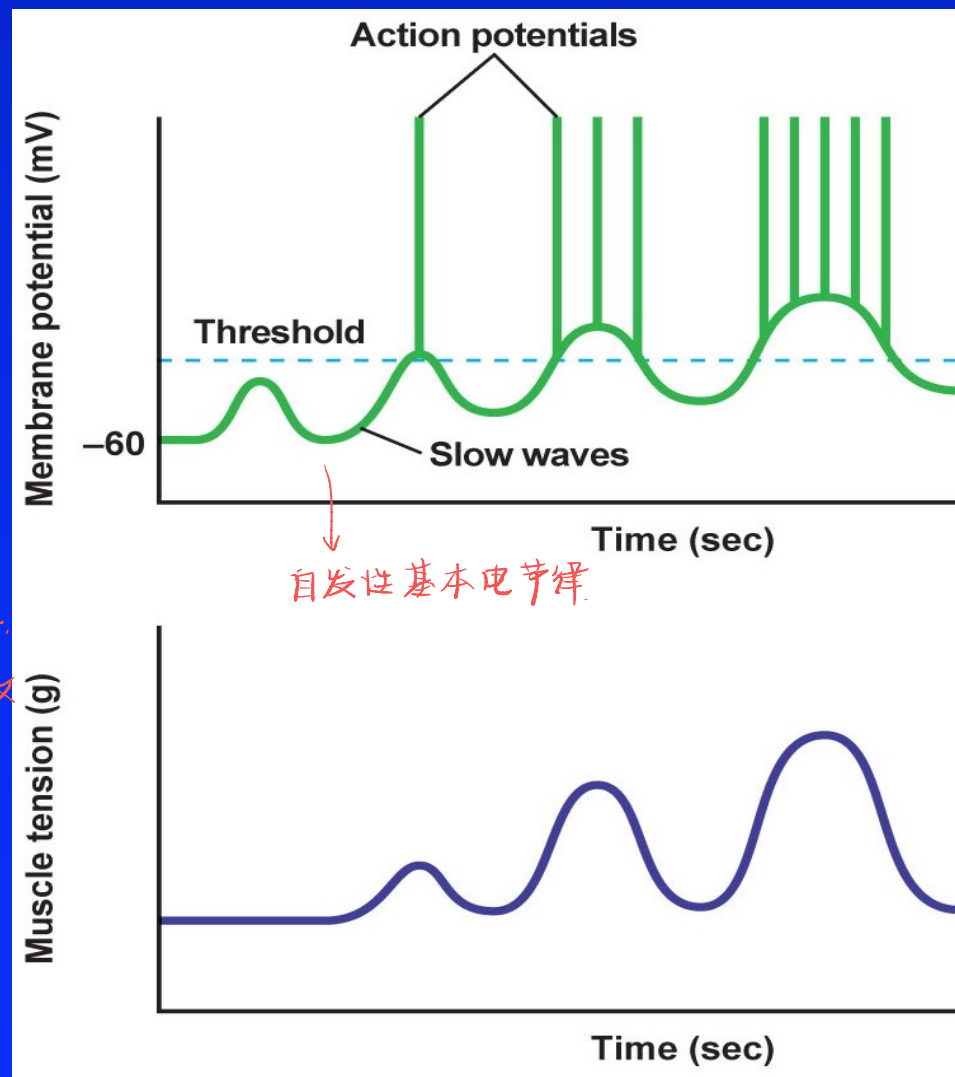 Action potentials
Membrane potential (mV)
Threshold
–60
Slow waves
Time (sec)
自发性基本电节律
Muscle tension (g)
Time (sec)